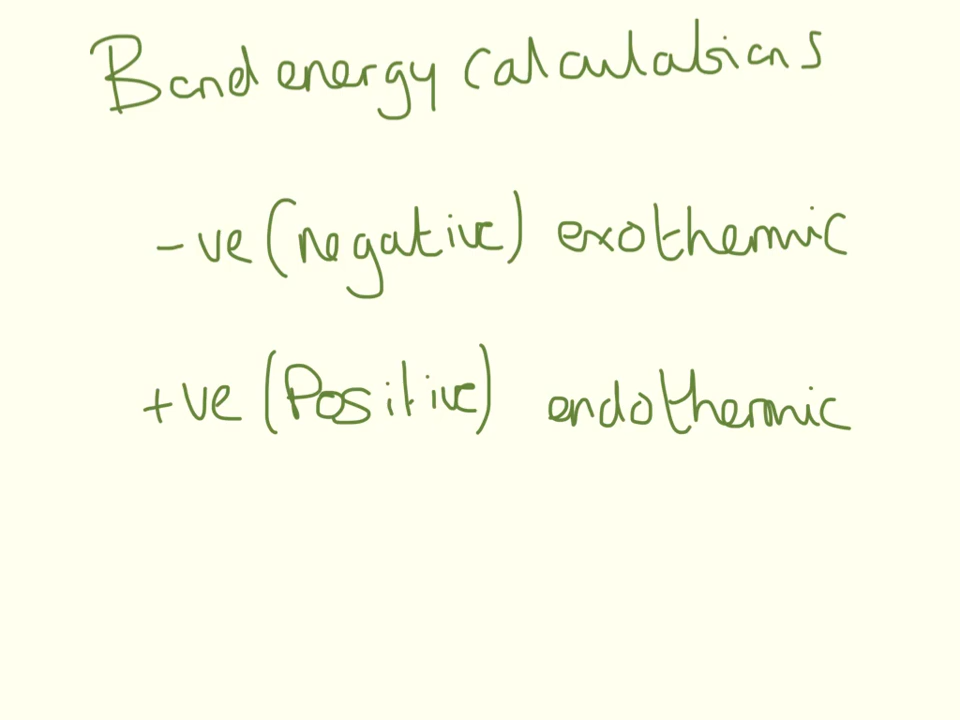 Bond energy calculations
-ve (negative) exothermic
+ve (Positive) endothermic